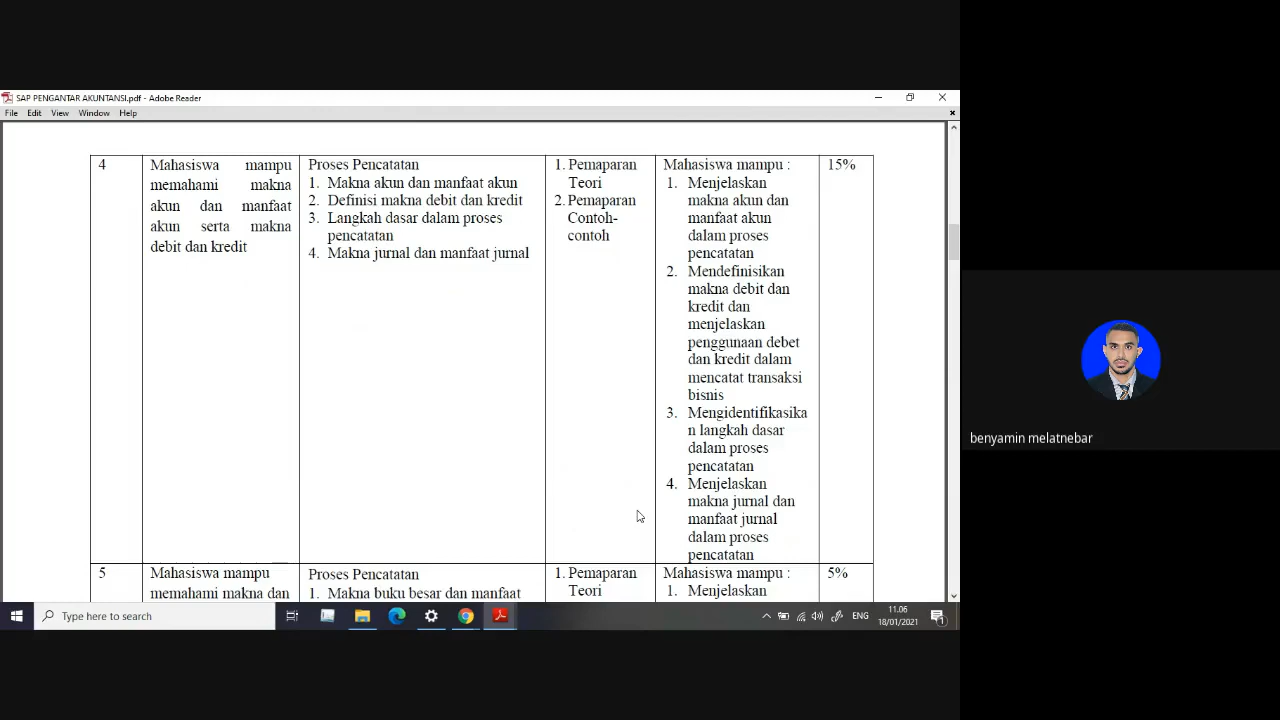 SAP PENGANTAR AKUNTANSI.pdf - Adobe Reader
File Edit View Window Help
4
Mahasiswa mampu
memahami makna
akun dan manfaat
akun serta makna
debit dan kredit
Proses Pencatatan
1. Makna akun dan manfaat akun
2. Definisi makna debit dan kredit
3. Langkah dasar dalam proses
pencatatan
4. Makna jurnal dan manfaat jurnal
1. Pemaparan
Teori
2. Pemaparan
Contoh-
contoh
Mahasiswa mampu :
1. Menjelaskan
makna akun dan
manfaat akun
dalam proses
pencatatan
2. Mendefinisikan
makna debit dan
kredit dan
menjelaskan
penggunaan debet
dan kredit dalam
mencatat transaksi
bisnis
3. Mengidentifikasika
n langkah dasar
dalam proses
pencatatan
4. Menjelaskan
makna jurnal dan
manfaat jurnal
dalam proses
pencatatan
15%
5
Mahasiswa mampu
memahami makna dan
Proses Pencatatan
1. Makna buku besar dan manfaat
1. Pemaparan
Teori
Mahasiswa mampu :
1. Menjelaskan
5%
Type here to search
ENG
11.06
18/01/2021
1
benyamin melatnebar